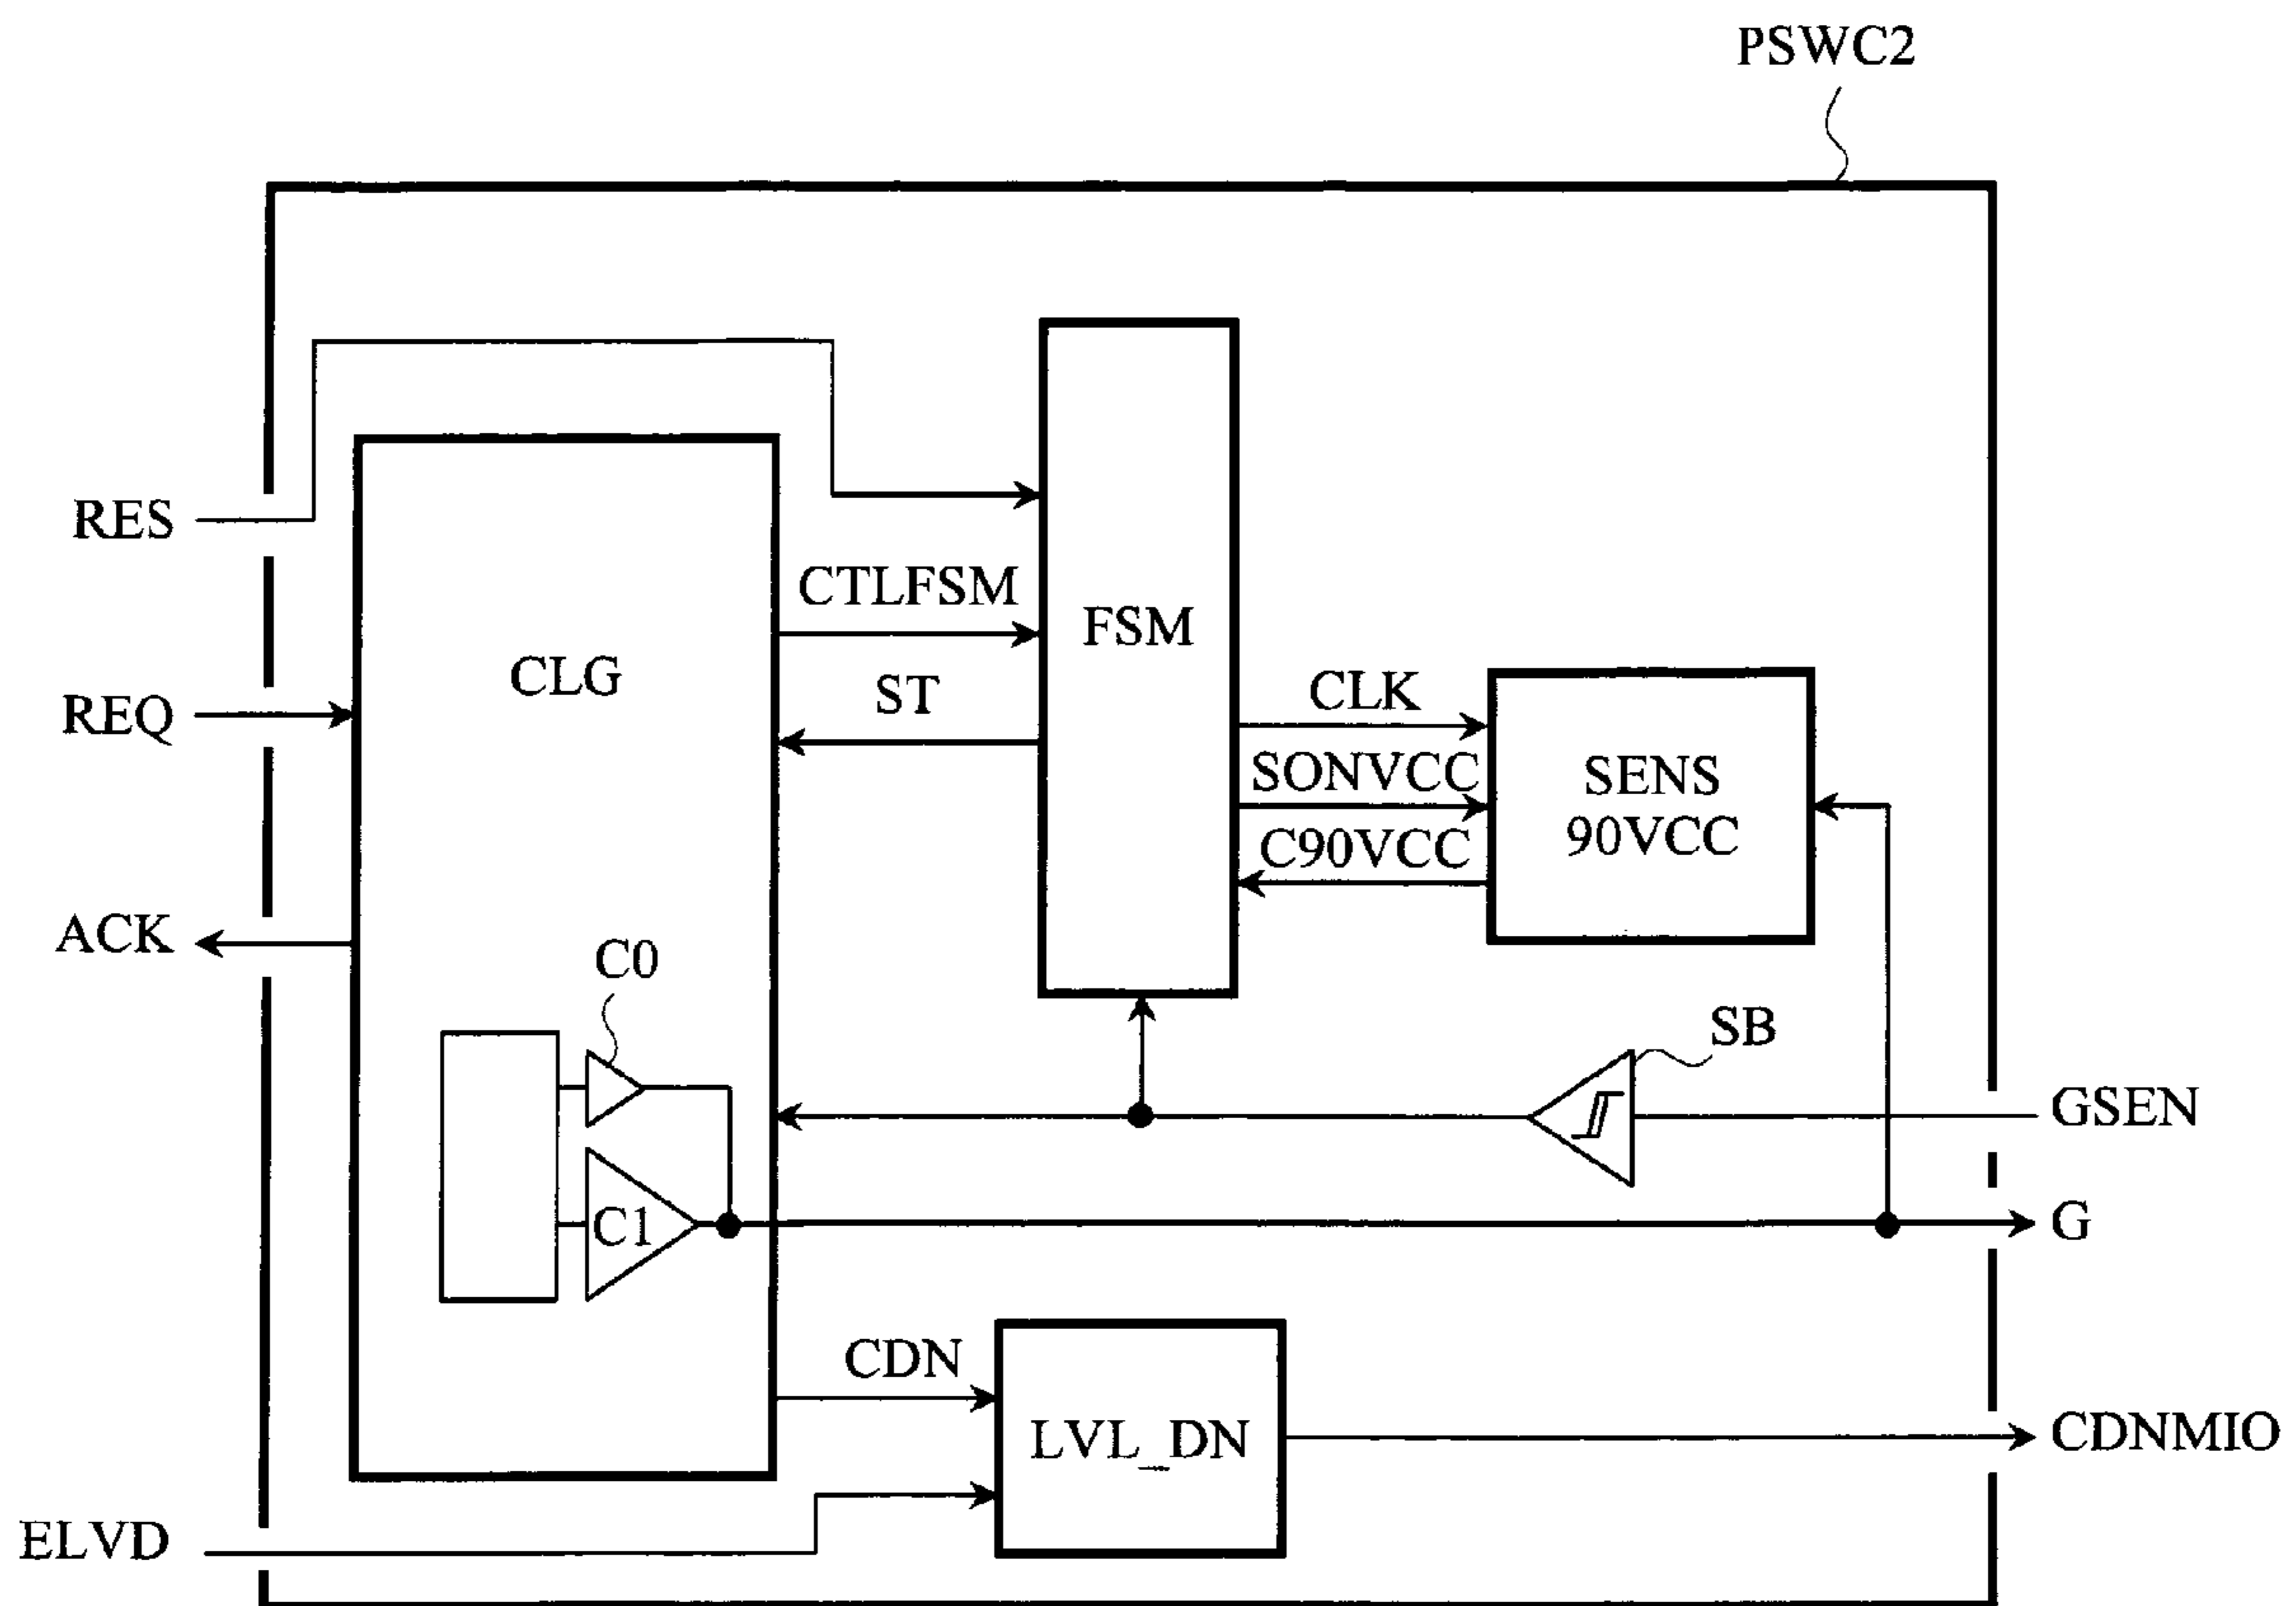 PSWC2
RES
CTLFSM
FSM
CLG
ST
REQ
CLK
SONVCC
C90VCC
SENS
90VCC
ACK
C0
SB
GSEN
C1
G
CDN
LVL_DN
CDNMIO
ELVD